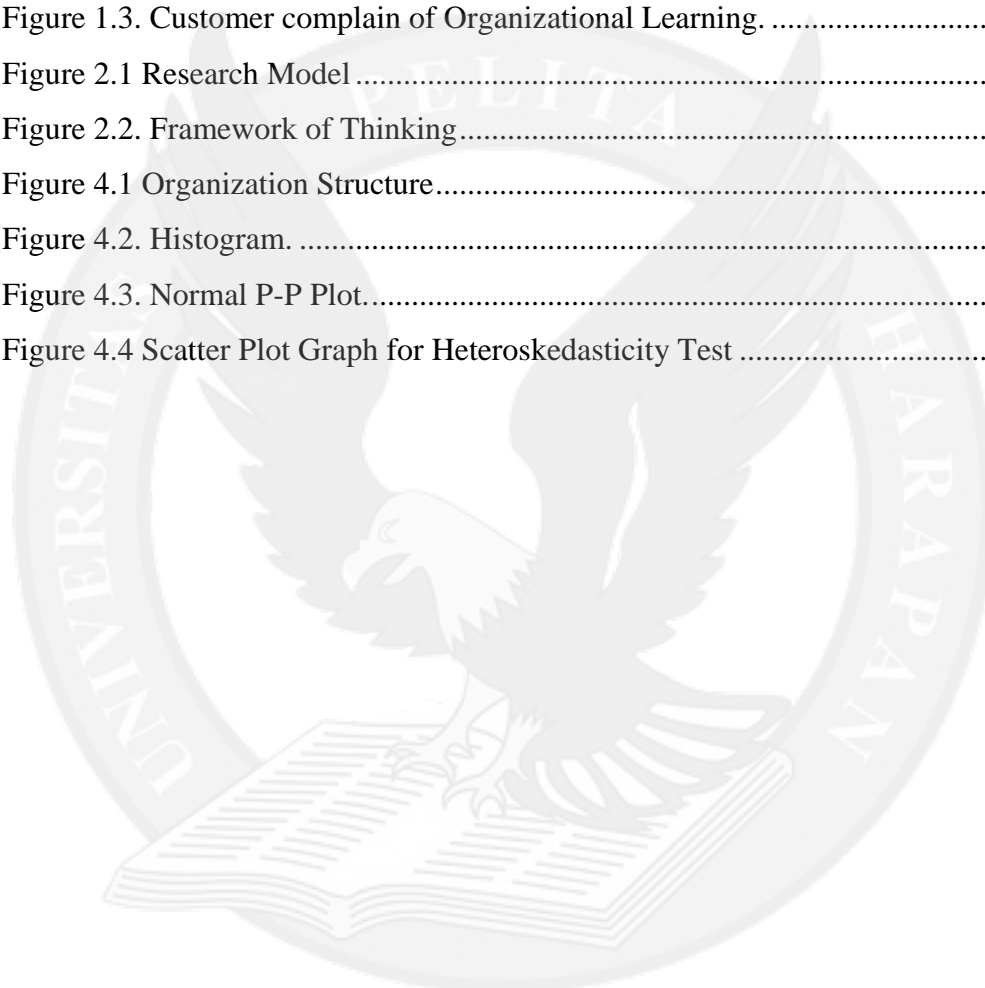 Figure 1.3. Customer complain of Organizational Learning. ........................
Figure 2.1 Research Model ........................................................................................
Figure 2.2. Framework of Thinking.........................................................................
Figure 4.1 Organization Structure............................................................................
Figure 4.2. Histogram. ................................................................................................
Figure 4.3. Normal P-P Plot.......................................................................................
Figure 4.4 Scatter Plot Graph for Heteroskedasticity Test ............................
UNIVERSITAS PELITA HARAPAN